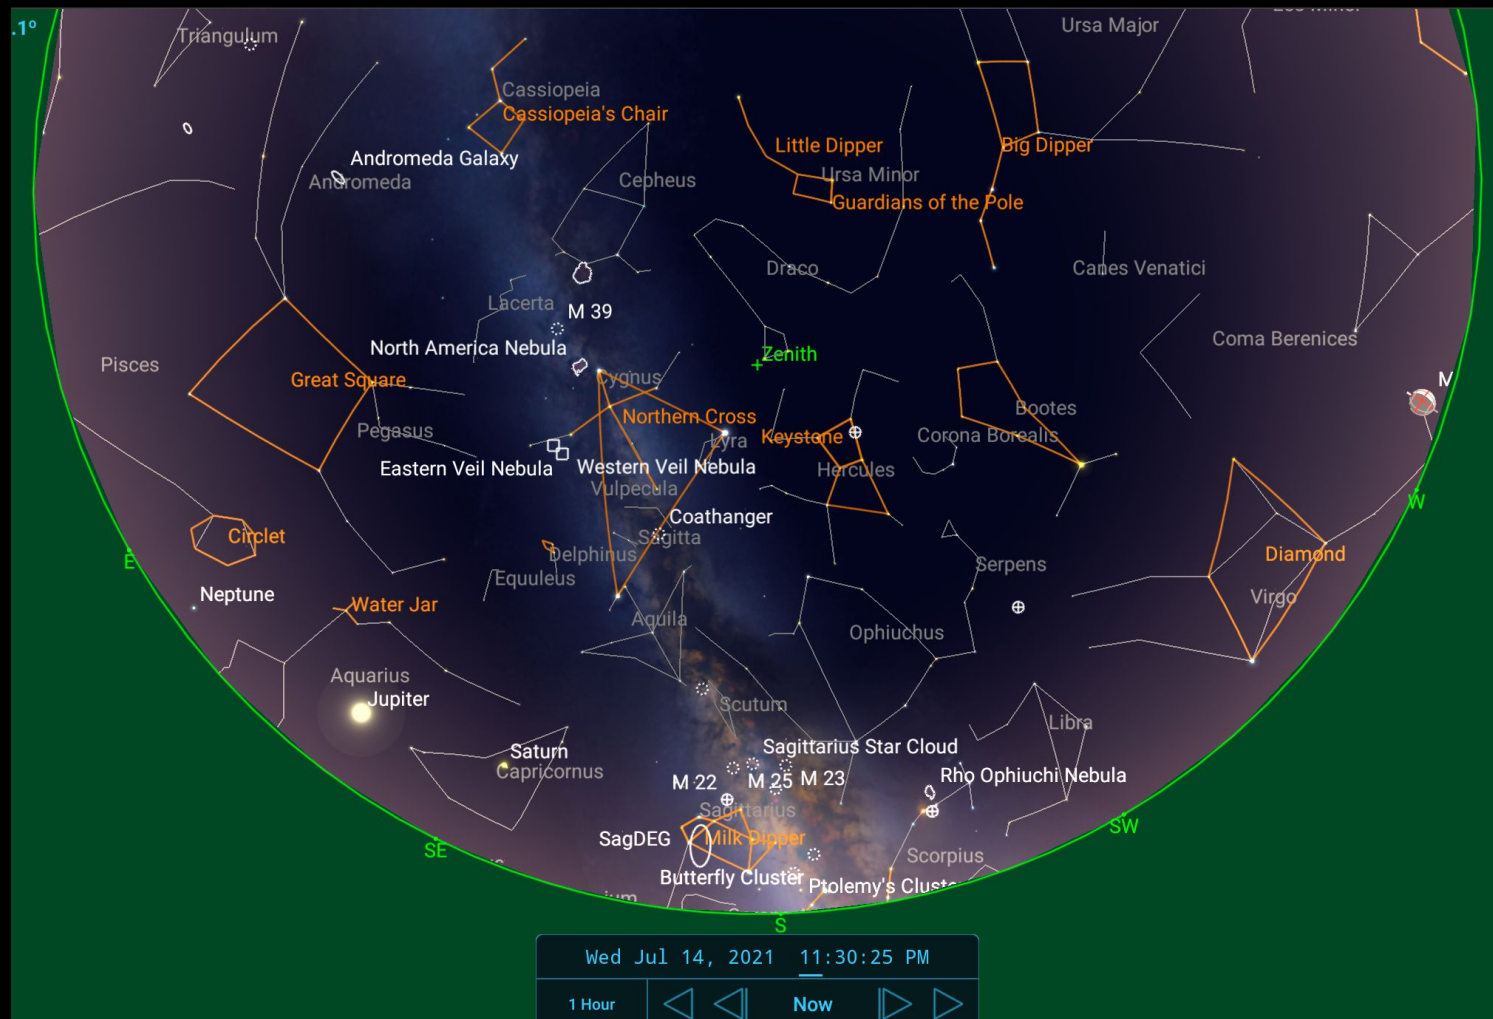 .1°
Triangulum
Ursa Major
Cassiopeia
Cassiopeia's Chair
Little Dipper
Big Dipper
Andromeda Galaxy
Andromeda
Cepheus
Ursa Minor
Guardians of the Pole
Draco
Canes Venatici
Lacerta
M 39
Coma Berenices
North America Nebula
Zenith
Pisces
Great Square
Cygnus
M
Northern Cross
Bootes
Pegasus
Lyra
Keystone
Corona Borealis
Eastern Veil Nebula
Western Veil Nebula
Hercules
Vulpecula
W
Coathanger
Circlet
Sagitta
Delphinus
Diamond
E
Equuleus
Serpens
Neptune
Water Jar
Virgo
Aquila
Ophiuchus
Aquarius
Jupiter
Scutum
Libra
Saturn
Sagittarius Star Cloud
Capricornus
M 22
M 25
M 23
Rho Ophiuchi Nebula
Sagittarius
SW
SagDEG
Milk Dipper
SE
Scorpius
Butterfly Cluster
Ptolemy's Cluste
S
Wed Jul 14, 2021 11:30:25 PM
1 Hour
Now